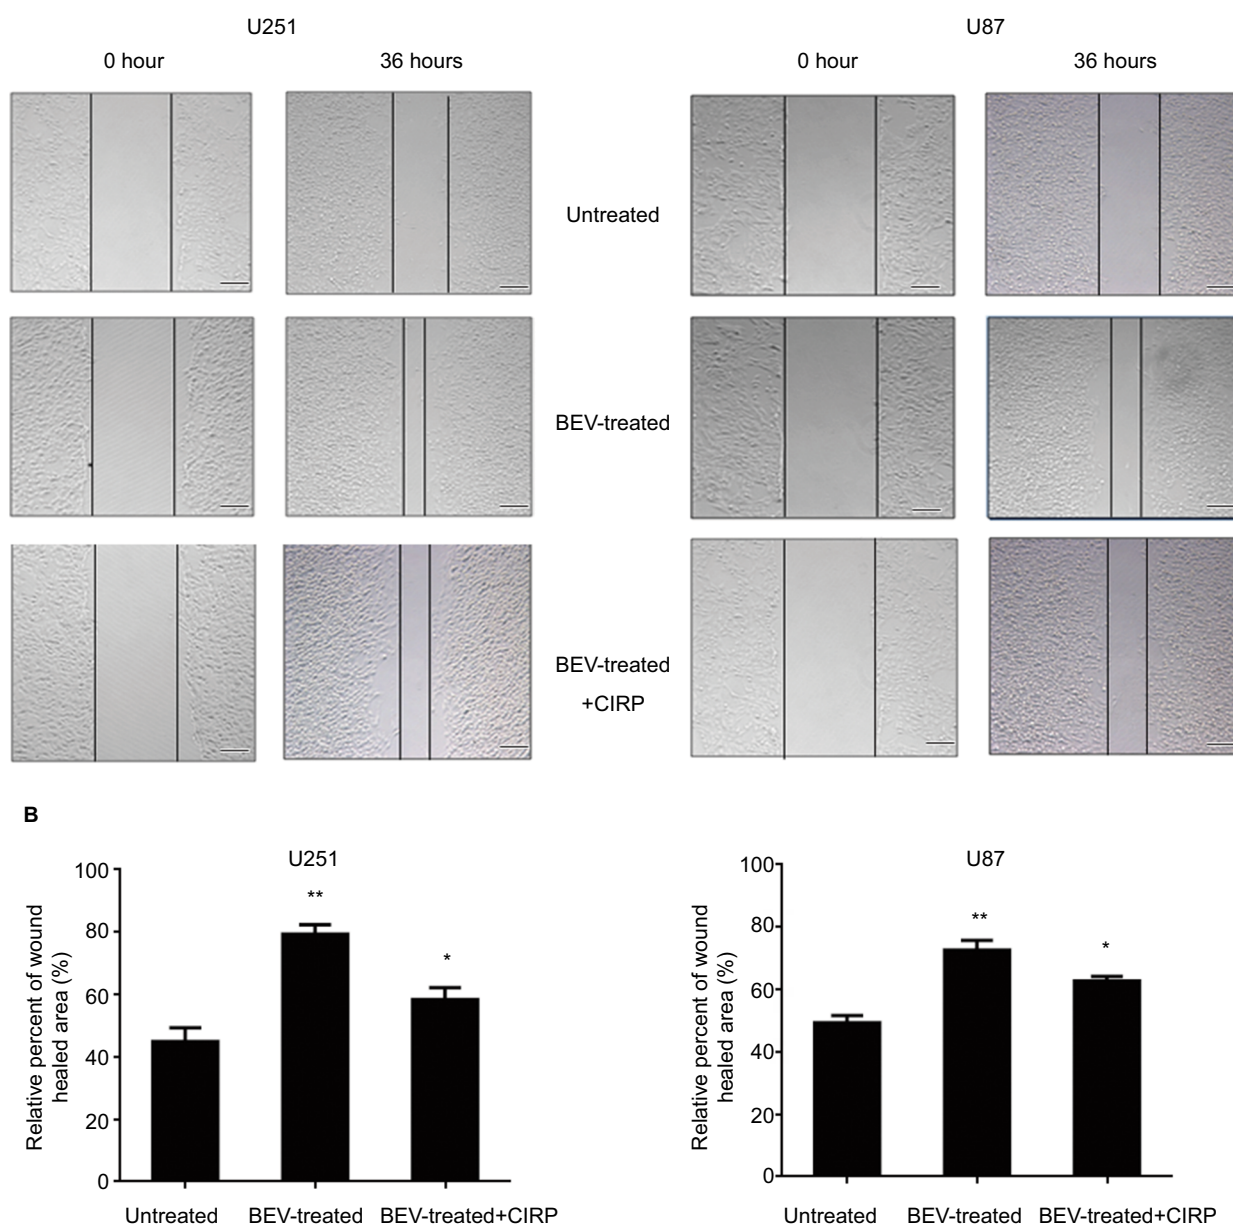 U251
U87
0 hour
36 hours
0 hour
36 hours
Untreated
BEV-treated
BEV-treated
+CIRP
B
U251
Relative percent of wound
healed area (%)
100
80
60
40
20
0
**
*
Untreated
BEV-treated
BEV-treated+CIRP
U87
Relative percent of wound
healed area (%)
100
80
60
40
20
0
**
*
Untreated
BEV-treated
BEV-treated+CIRP